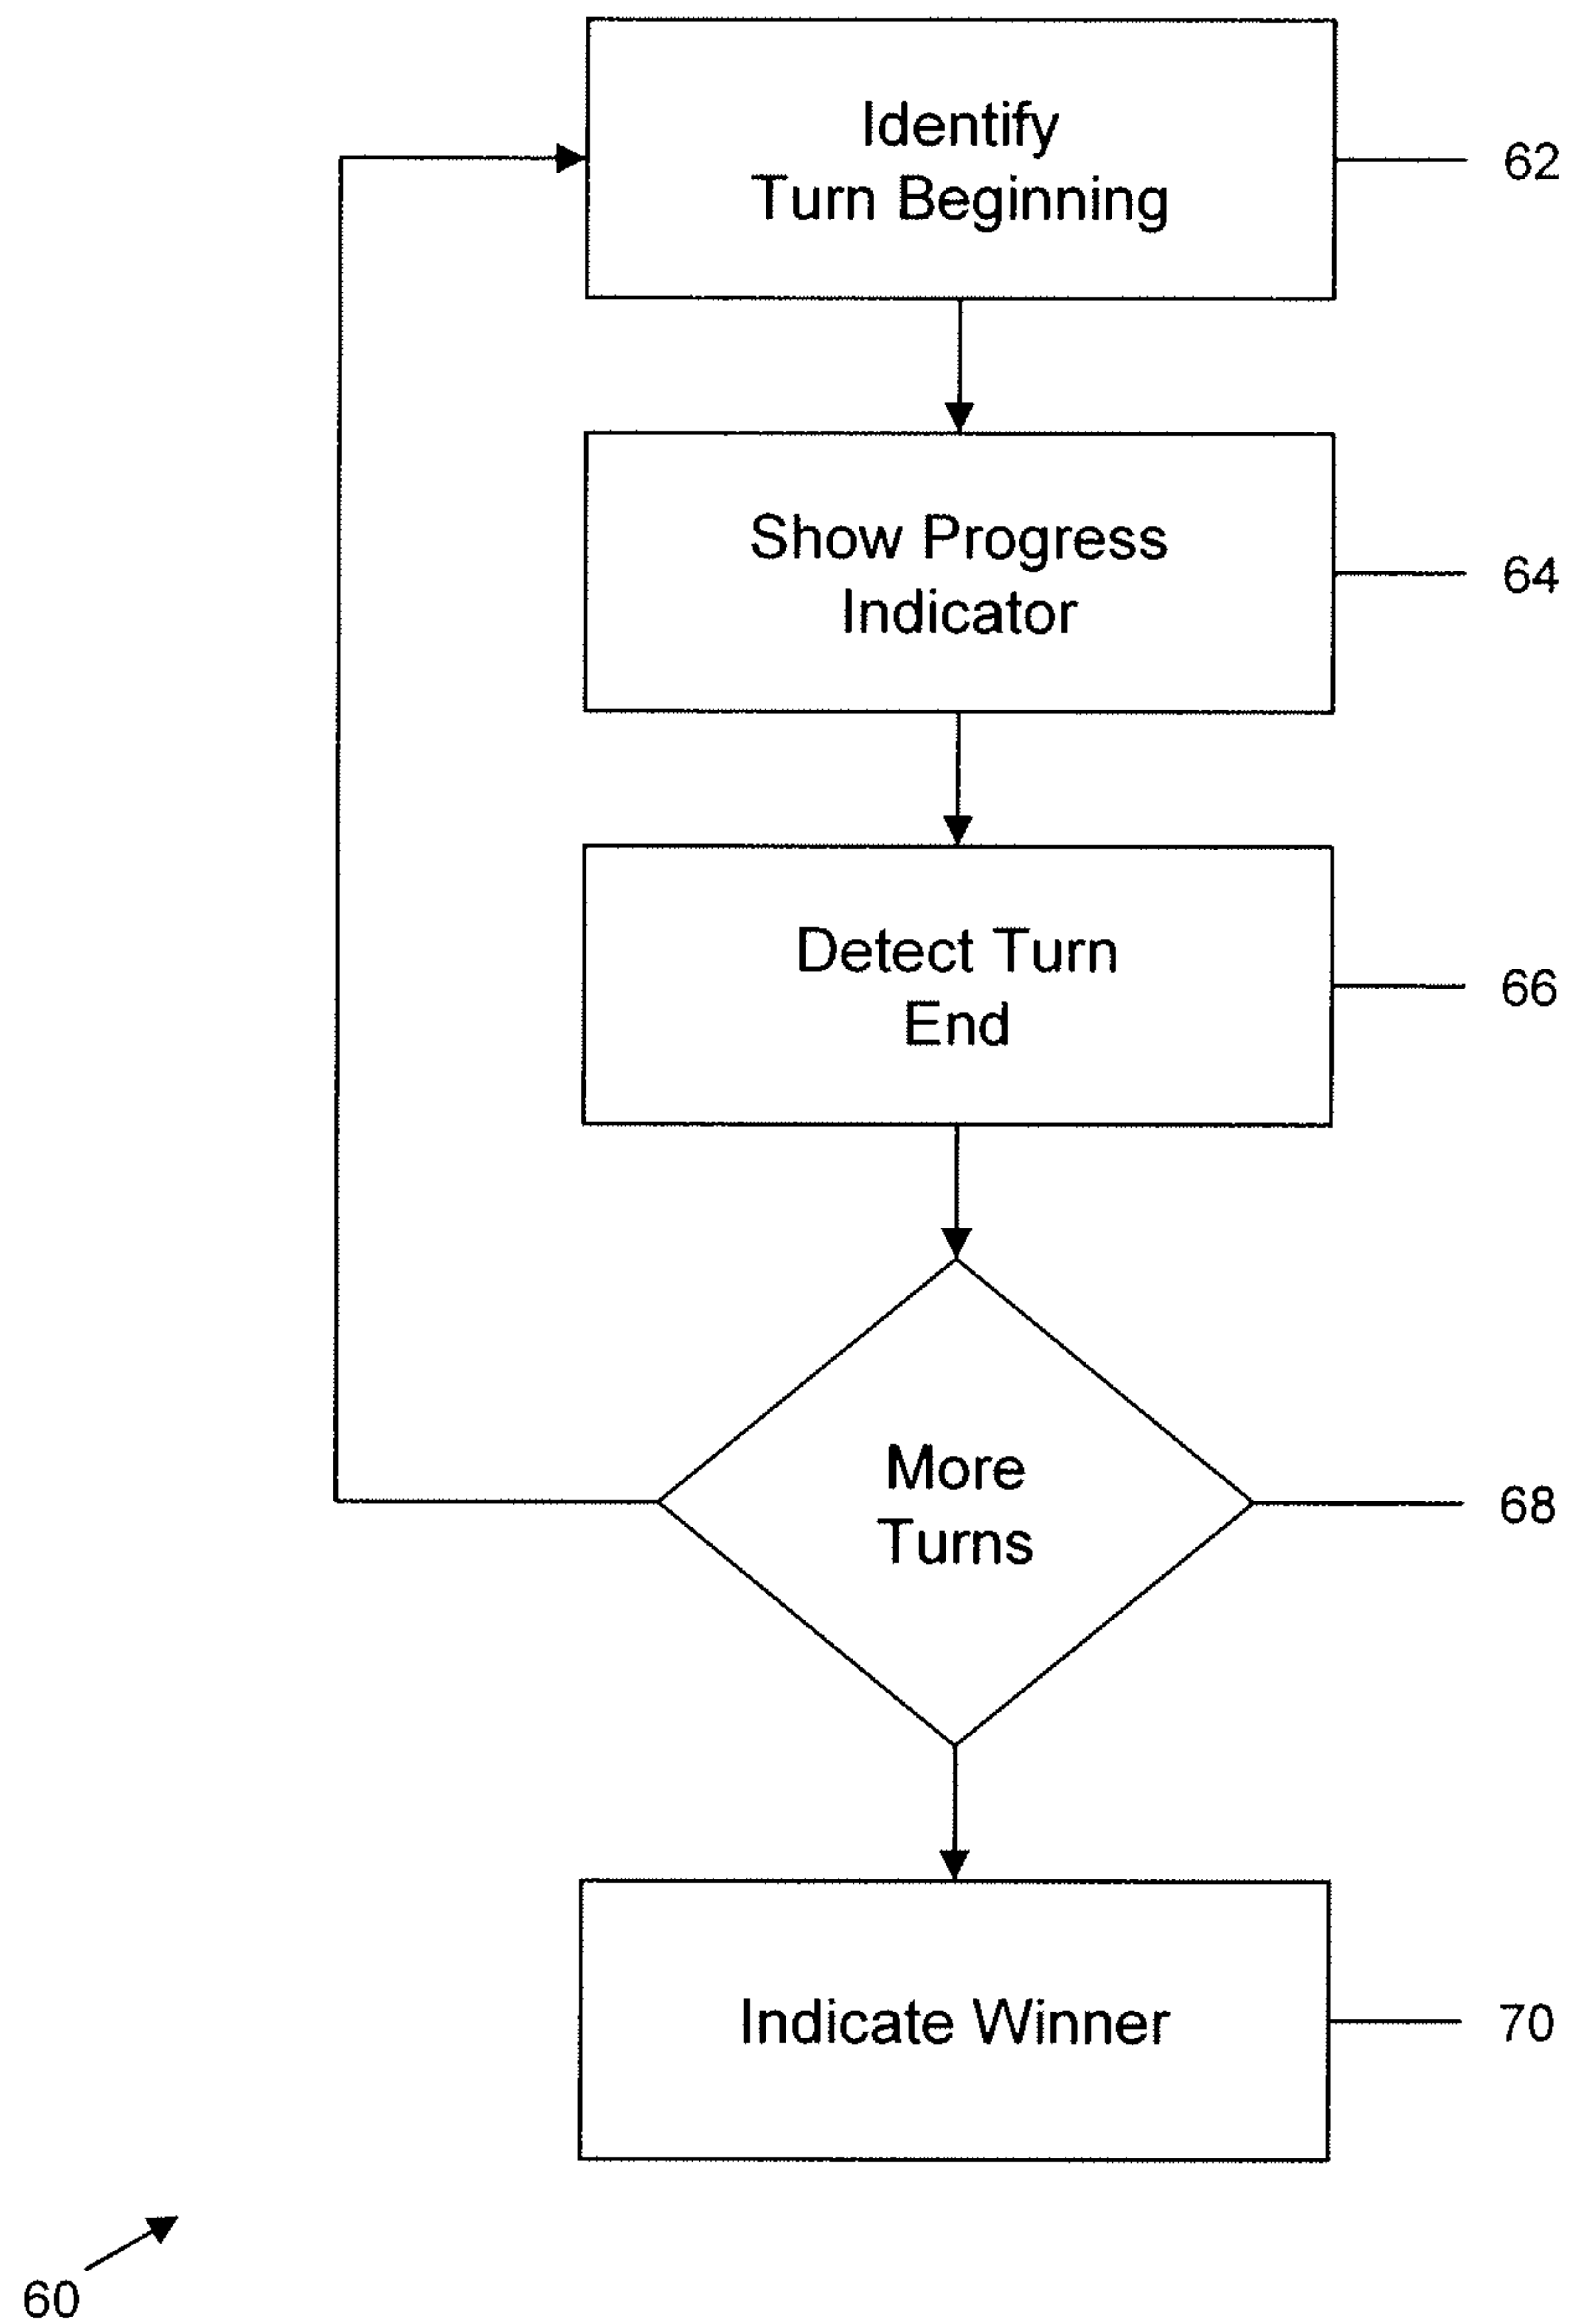 Identify
Turn Beginning
62
Show Progress
Indicator
64
Detect Turn
End
66
More
Turns
68
Indicate Winner
70
60